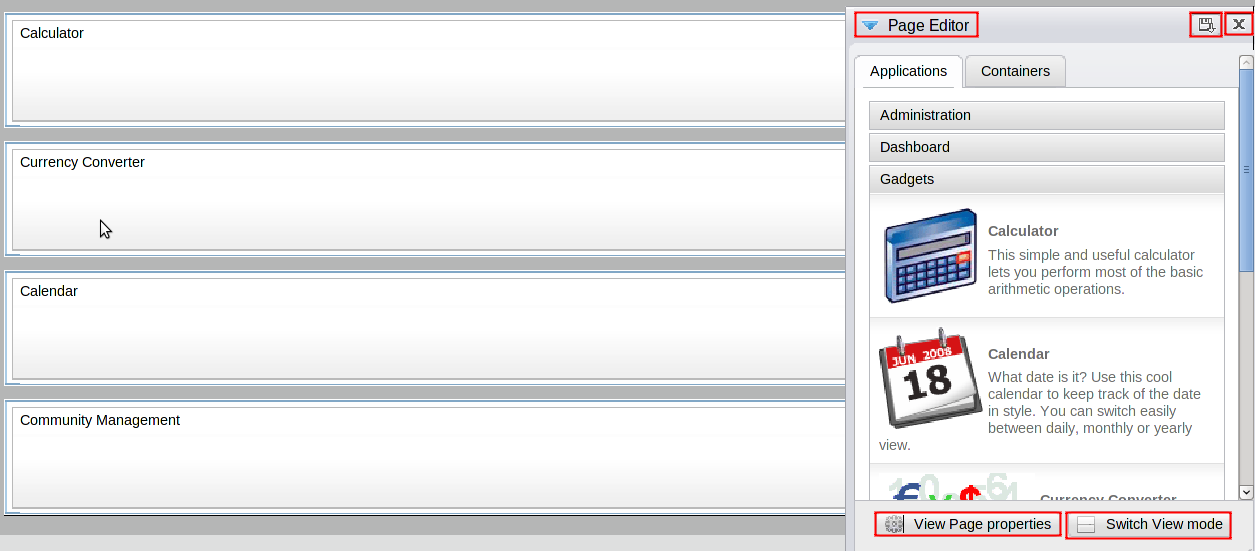 Calculator
Currency Converter
Calendar
Community Management
Page Editor
Applications
Containers
Administration
Dashboard
Gadgets
Calculator
This simple and useful calculator
lets you perform most of the basic
arithmetic operations.
JUN 2008
18
Calendar
What date is it? Use this cool
calendar to keep track of the date
in style. You can switch easily
between daily, monthly or yearly
view.
Currency Converter
View Page properties
Switch View mode